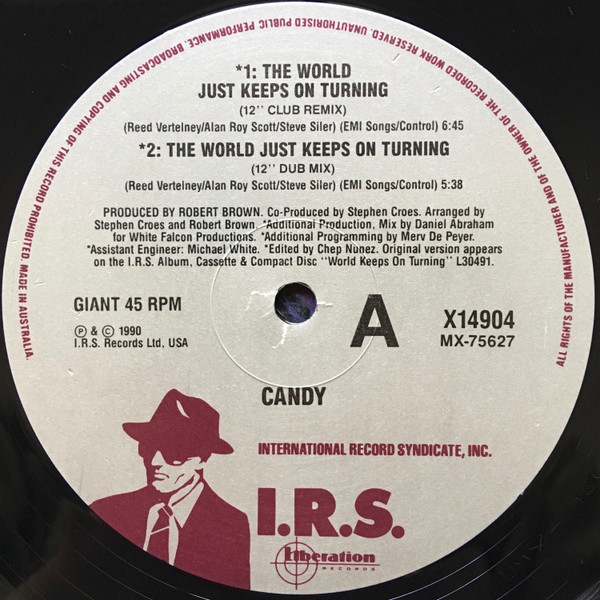 ALL RIGHTS OF THE MANUFACTURER AND OF THE OWNER OF THE RECORDED WORK RESERVED. UNAUTHORISED PUBLIC PERFORMANCE, BROADCASTING AND COPYING OF THIS RECORD PROHIBITED. MADE IN AUSTRALIA.
*1: THE WORLD
JUST KEEPS ON TURNING
(12'' CLUB REMIX)
(Reed Vertelney/Alan Roy Scott/Steve Siler) (EMI Songs/Control) 6:45
*2: THE WORLD JUST KEEPS ON TURNING
(12'' DUB MIX)
(Reed Vertelney/Alan Roy Scott/Steve Siler) (EMI Songs/Control) 5:38
PRODUCED BY ROBERT BROWN. Co-Produced by Stephen Croes. Arranged by
Stephen Croes and Robert Brown. *Additional Production, Mix by Daniel Abraham
for White Falcon Productions. *Additional Programming by Merv De Peyer.
*Assistant Engineer: Michael White. *Edited by Chep Nunez. Original version appears
on the I.R.S. Album, Cassette & Compact Disc "World Keeps On Turning" L30491.
GIANT 45 RPM
A
X14904
MX-75627
Ⓟ & © 1990
I.R.S. Records Ltd, USA
CANDY
INTERNATIONAL RECORD SYNDICATE, INC.
I.R.S.
Liberation
RECORDS